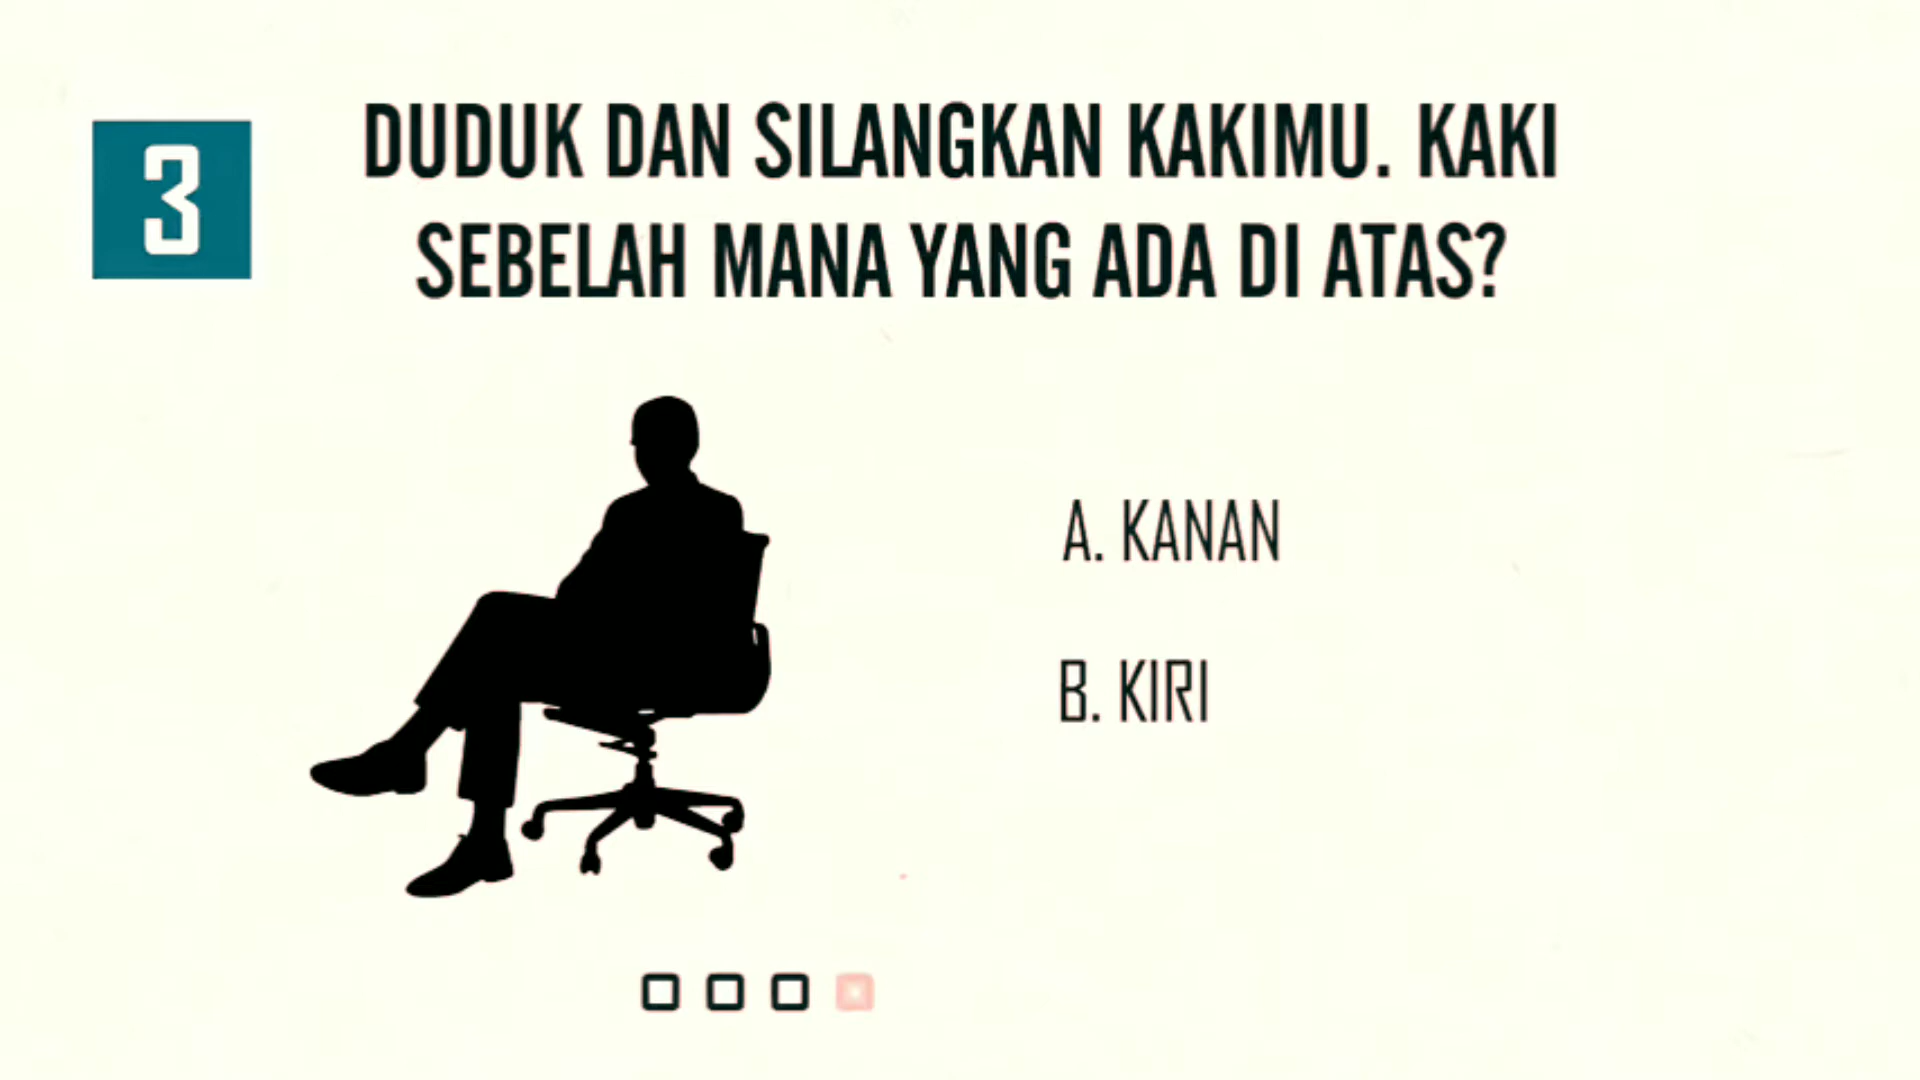 3
DUDUK DAN SILANGKAN KAKIMU. KAKI
SEBELAH MANA YANG ADA DI ATAS?
A. KANAN
B. KIRI